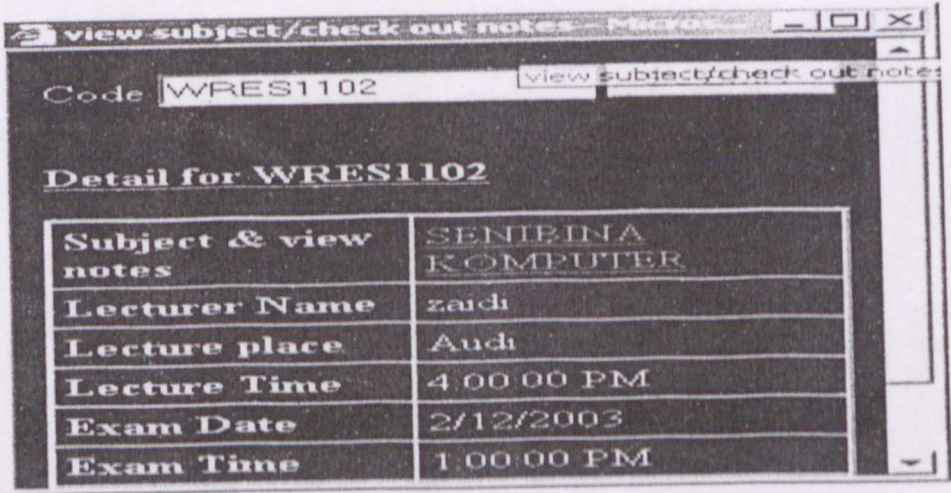 view subject/check out notes - Micros
Code WRES1102
view subject/check out notes
Detail for WRES1102
Subject & view notes
SENIBINA KOMPUTER
Lecturer Name zaidi
Lecture place Audi
Lecture Time 4:00:00 PM
Exam Date 2/12/2003
Exam Time 1:00:00 PM